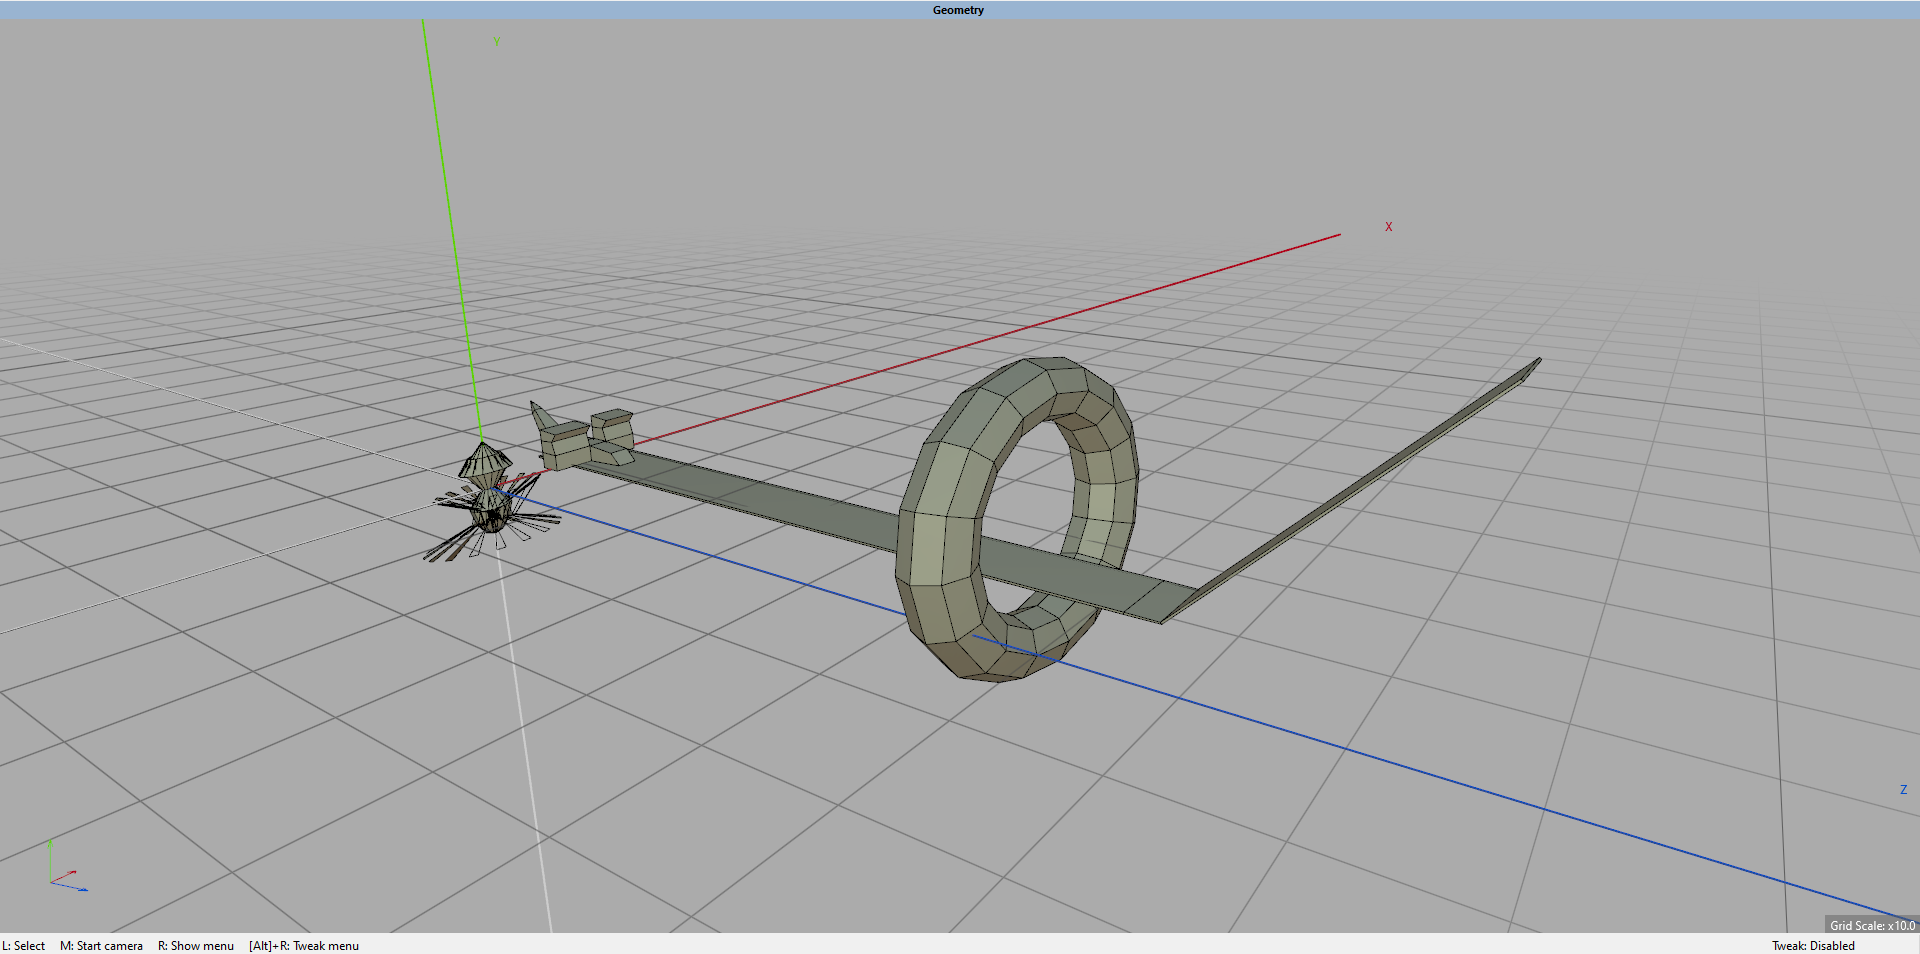 Geometry
Y
X
Z
Grid Scale: x10.0
L: Select M: Start camera R: Show menu [Alt]+R: Tweak menu
Tweak: Disabled